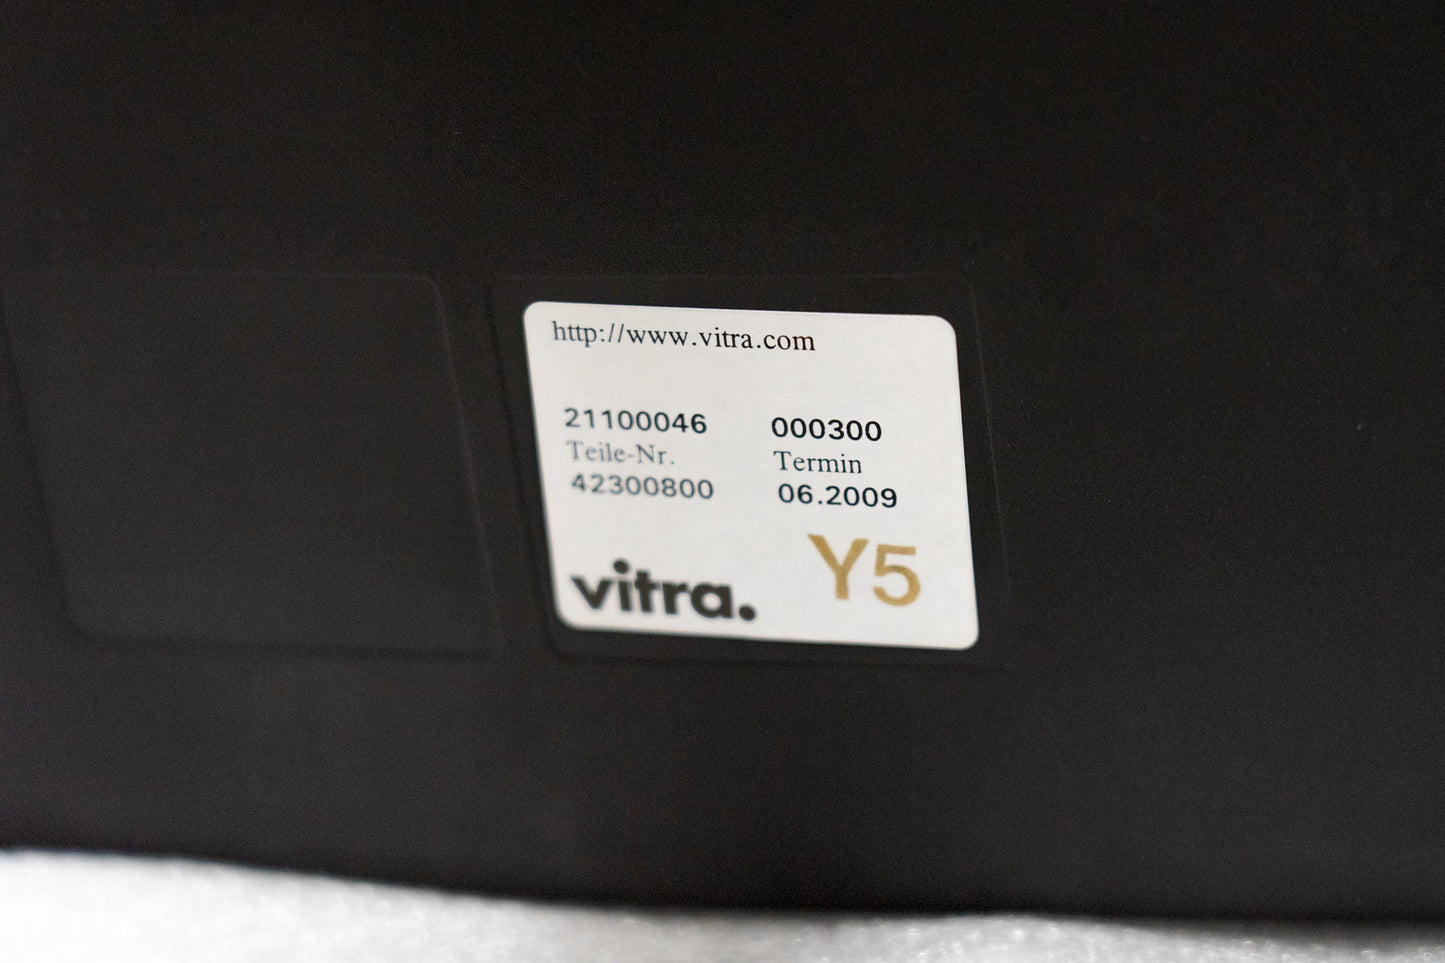 http://www.vitra.com
21100046 000300
Teile-Nr. Termin
42300800 06.2009
Y5
vitra.